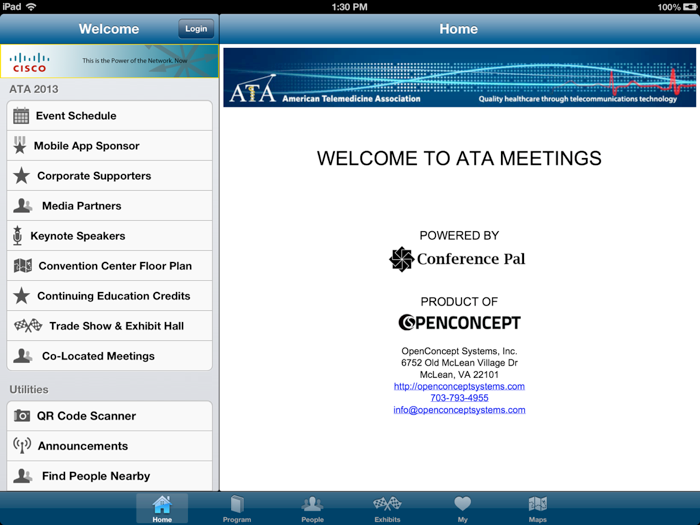 iPad
1:30 PM
100%
Welcome
Login
Home
CISCO
This is the Power of the Network. Now.
ATA 2013
Event Schedule
Mobile App Sponsor
Corporate Supporters
Media Partners
Keynote Speakers
Convention Center Floor Plan
Continuing Education Credits
Trade Show & Exhibit Hall
Co-Located Meetings
Utilities
QR Code Scanner
Announcements
Find People Nearby
ATA American Telemedicine Association
Quality healthcare through telecommunications technology
WELCOME TO ATA MEETINGS
POWERED BY
Conference Pal
PRODUCT OF
OPENCONCEPT
OpenConcept Systems, Inc.
6752 Old McLean Village Dr
McLean, VA 22101
http://openconceptsystems.com
703-793-4955
info@openconceptsystems.com
Home
Program
People
Exhibits
My
Maps